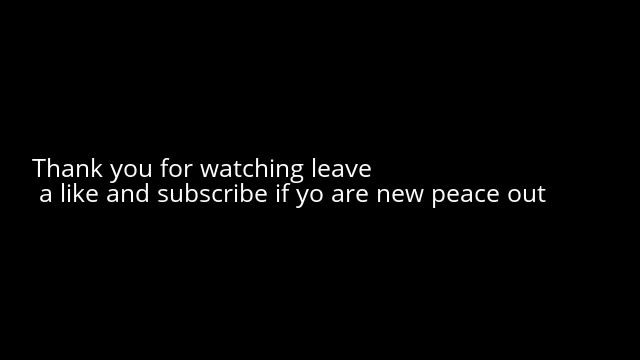 Thank you for watching leave
a like and subscribe if yo are new peace out